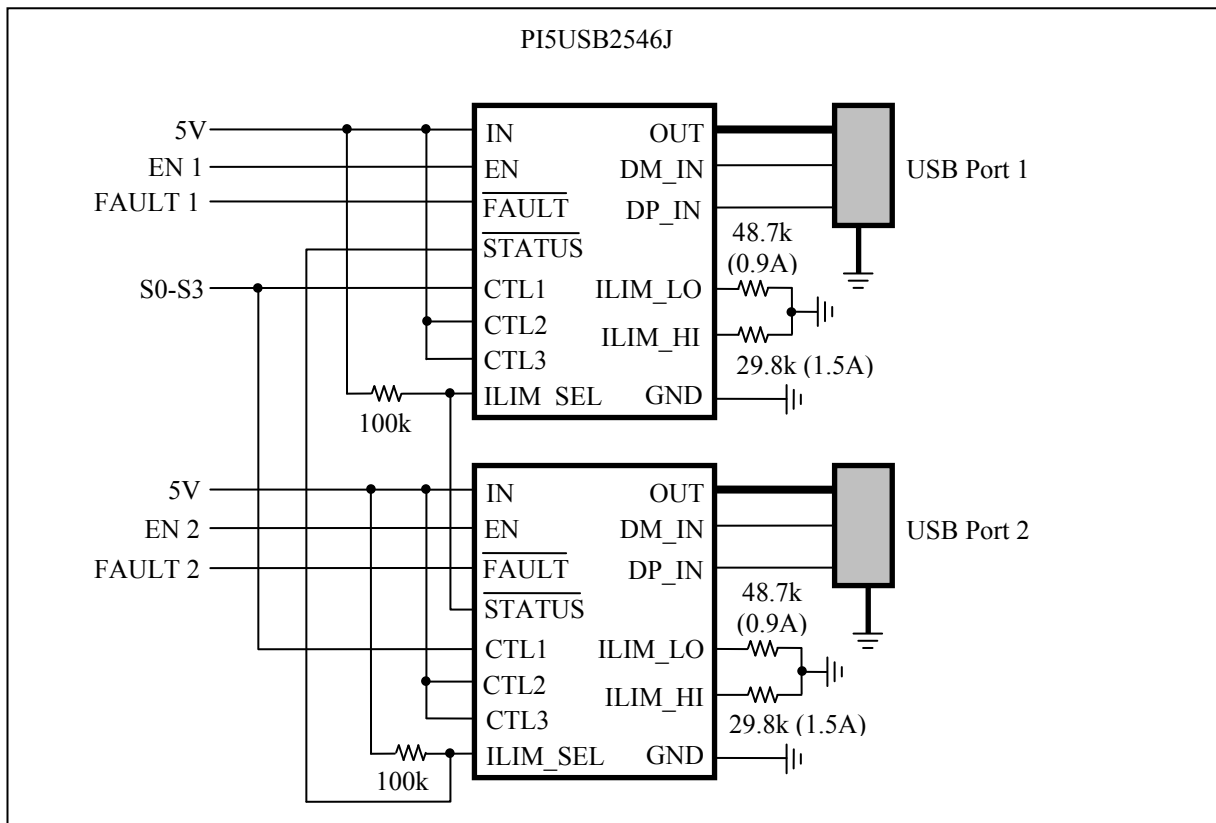 PI5USB2546J
5V
EN 1
FAULT 1
S0-S3
100k
IN
EN
FAULT
STATUS
CTL1
CTL2
CTL3
ILIM_SEL
OUT
DM_IN
DP_IN
ILIM_LO
ILIM_HI
GND
48.7k
(0.9A)
29.8k (1.5A)
USB Port 1
5V
EN 2
FAULT 2
100k
IN
EN
FAULT
STATUS
CTL1
CTL2
CTL3
ILIM_SEL
OUT
DM_IN
DP_IN
ILIM_LO
ILIM_HI
GND
48.7k
(0.9A)
29.8k (1.5A)
USB Port 2